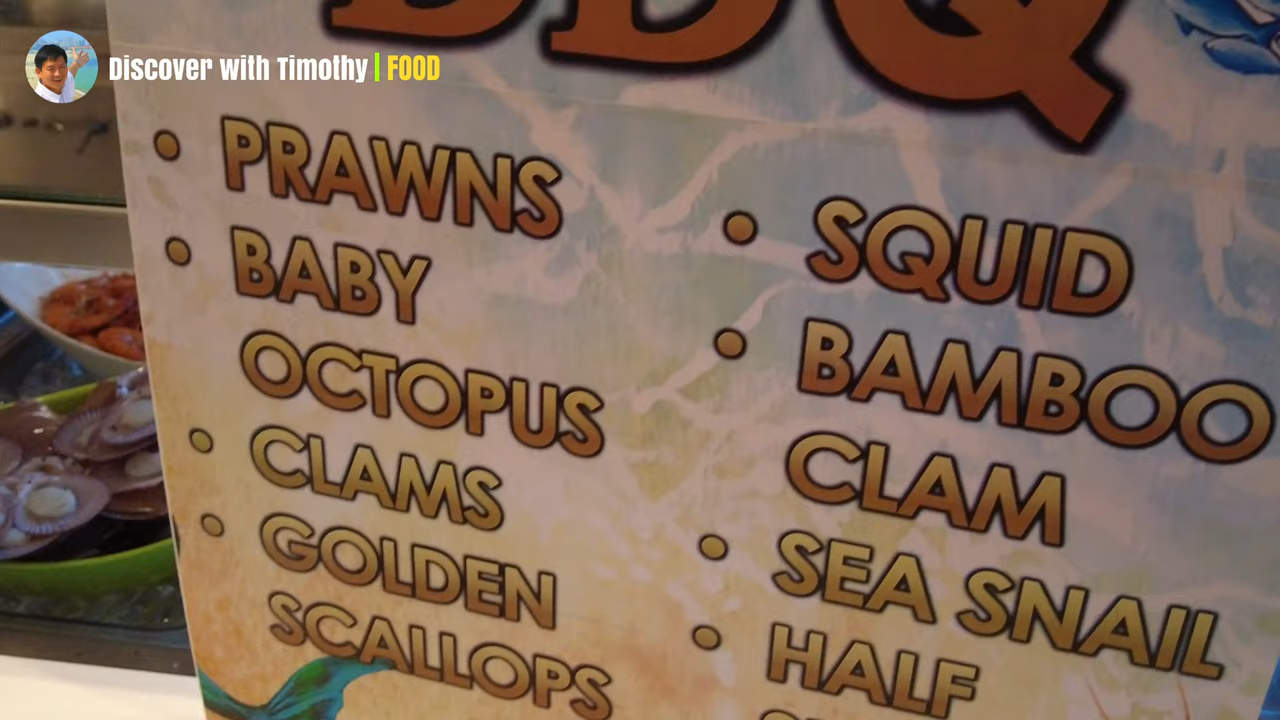 Discover with Timothy | FOOD
BBQ
• PRAWNS
• BABY
OCTOPUS
• CLAMS
• GOLDEN
SCALLOPS
• SQUID
• BAMBOO
CLAM
• SEA SNAIL
• HALF